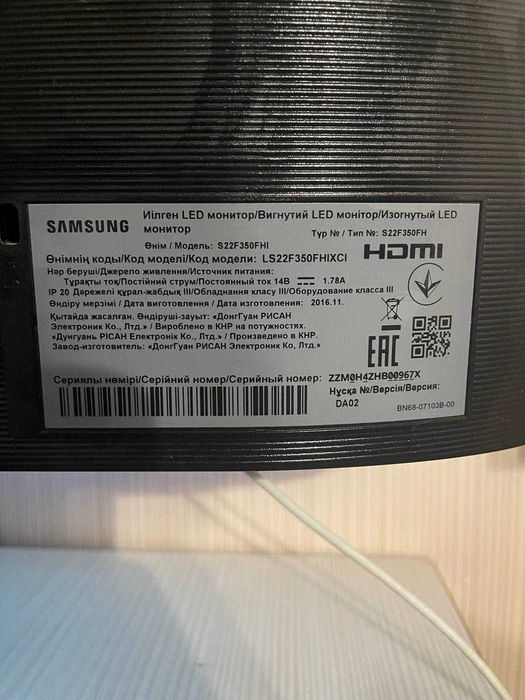 SAMSUNG
Иілген LED монитор/Вигнутий LED монітор/Изогнутый LED
монитор
Өнім / Модель: S22F350FHI
Түр № / Тип №: S22F350FH
Өнімнің коды/Код моделі/Код модели: LS22F350FHIXCI
HDMI
Нәр беруші/Джерело живлення/Источник питания:
Тұрақты ток/Постійний струм/Постоянный ток 14В 1.78A
IP 20 Дәрежелі құрал-жабдық III/Обладнання класу III/Оборудование класса III
Өндіру мерзімі / Дата виготовлення / Дата изготовления: 2016.11.
Қытайда жасалған. Өндіруші-зауыт: «ДонгГуан РИСАН
Электроник Ко., Лтд.» / Вироблено в КНР на потужностях.
«Дунгуань РІСАН Електронік Ко., Лтд.» / Произведено в КНР.
Завод-изготовитель: «ДонгГуан РИСАН Электроник Ко., Лтд.»
EAC
Сериялы нөмірі/Серійний номер/Серийный номер:
ZZM0H4ZHB00967X
Нұсқа №/Версія/Версия:
DA02
BN68-07103B-00